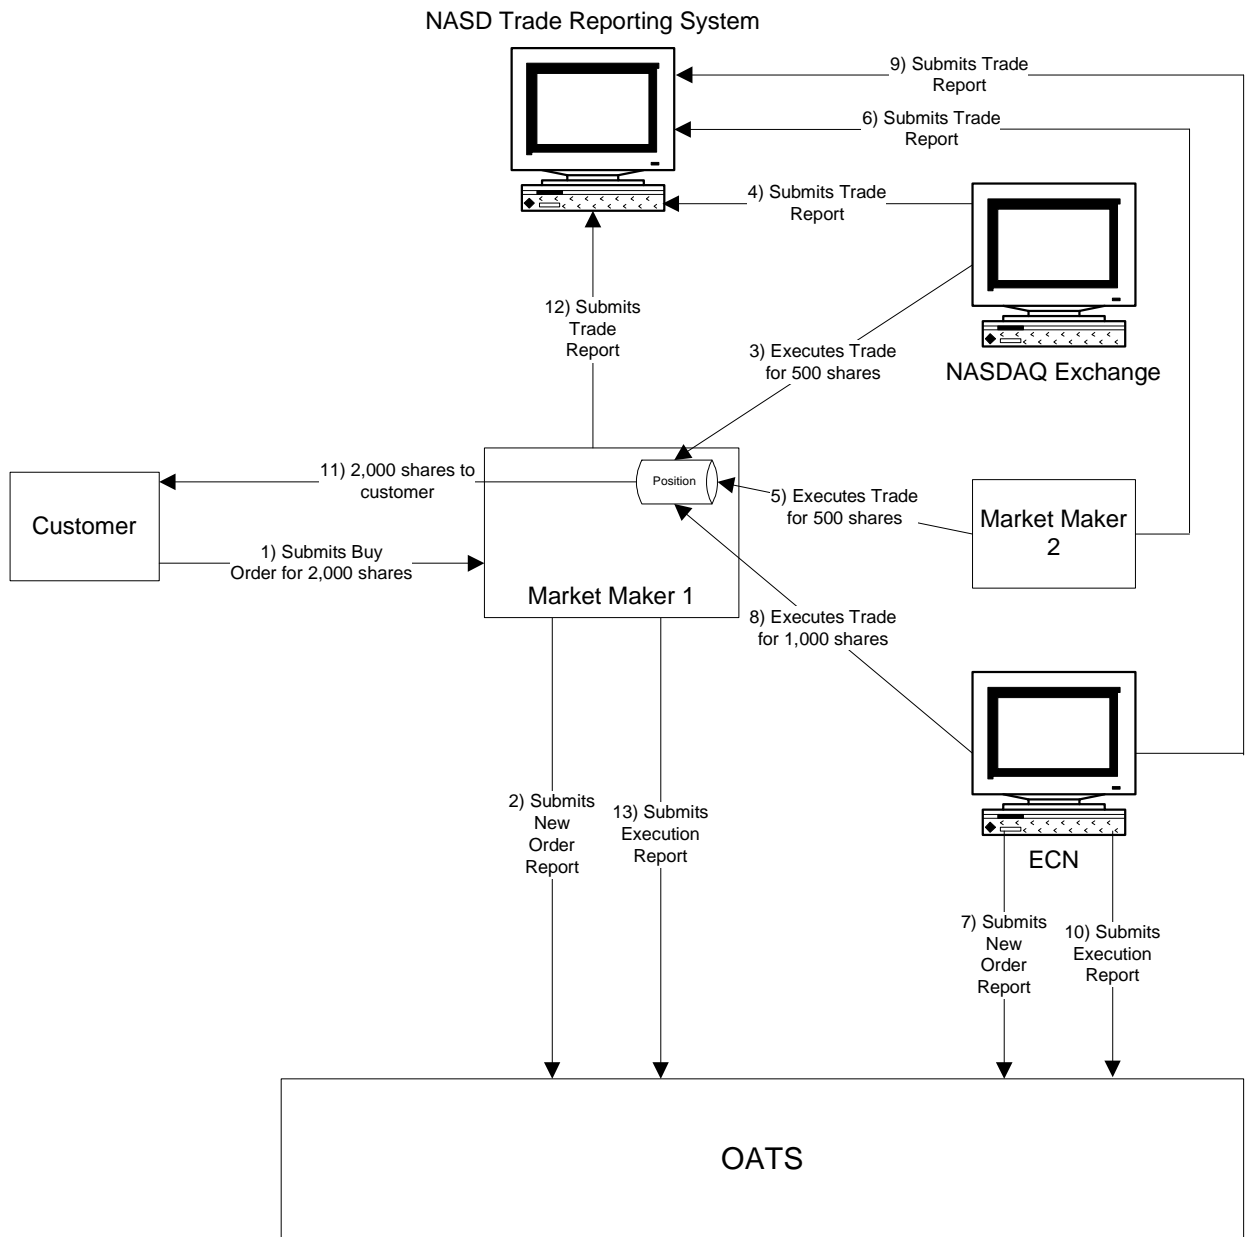 NASD Trade Reporting System
9) Submits Trade
Report
6) Submits Trade
Report
4) Submits Trade
Report
12) Submits
Trade
Report
3) Executes Trade
for 500 shares
NASDAQ Exchange
11) 2,000 shares to
customer
Position
5) Executes Trade
for 500 shares
Market Maker
2
Customer
1) Submits Buy
Order for 2,000 shares
Market Maker 1
8) Executes Trade
for 1,000 shares
2) Submits
New
Order
Report
13) Submits
Execution
Report
ECN
7) Submits
New
Order
Report
10) Submits
Execution
Report
OATS